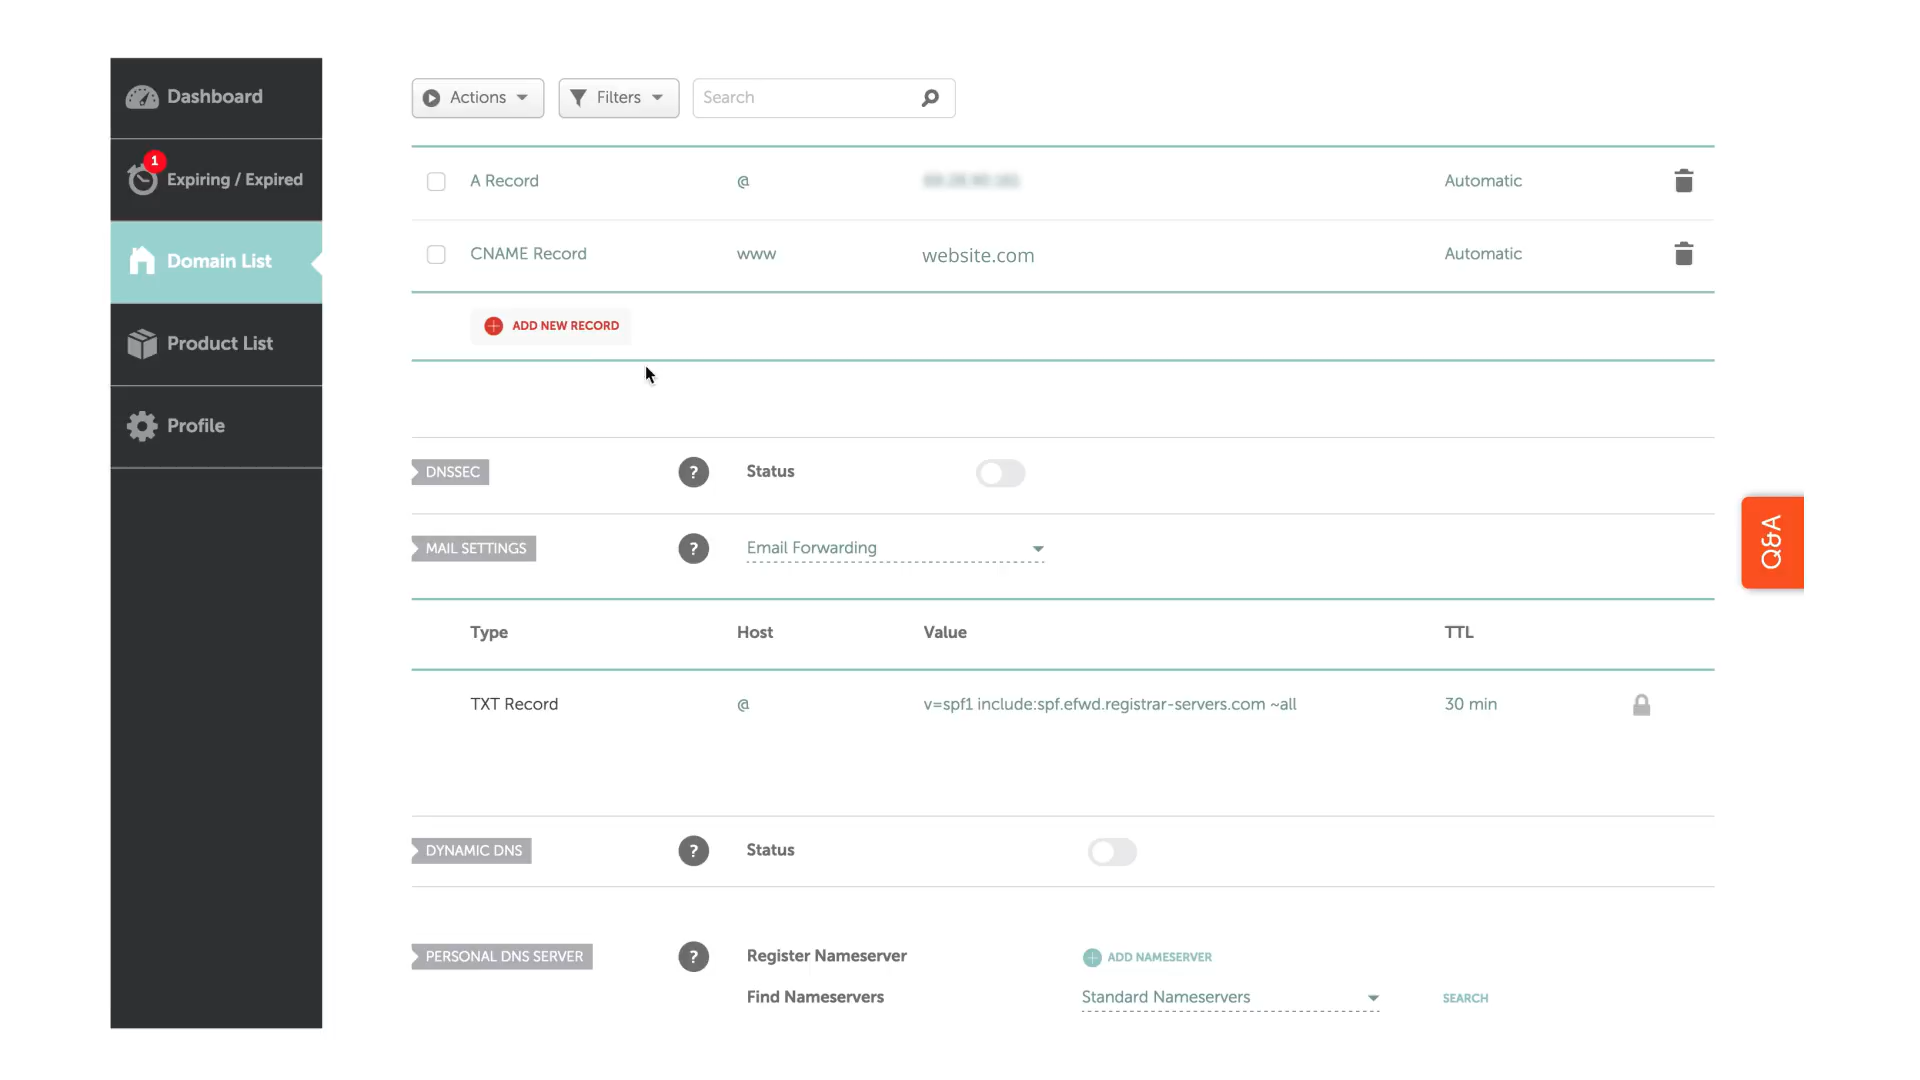 Dashboard
1
Expiring / Expired
Domain List
Product List
Profile
Actions
Filters
Search
A Record
@
Automatic
CNAME Record
www
website.com
Automatic
ADD NEW RECORD
DNSSEC
?
Status
MAIL SETTINGS
?
Email Forwarding
Type
Host
Value
TTL
TXT Record
@
v=spf1 include:spf.efwd.registrar-servers.com ~all
30 min
DYNAMIC DNS
?
Status
PERSONAL DNS SERVER
?
Register Nameserver
ADD NAMESERVER
Find Nameservers
Standard Nameservers
SEARCH
Q&A